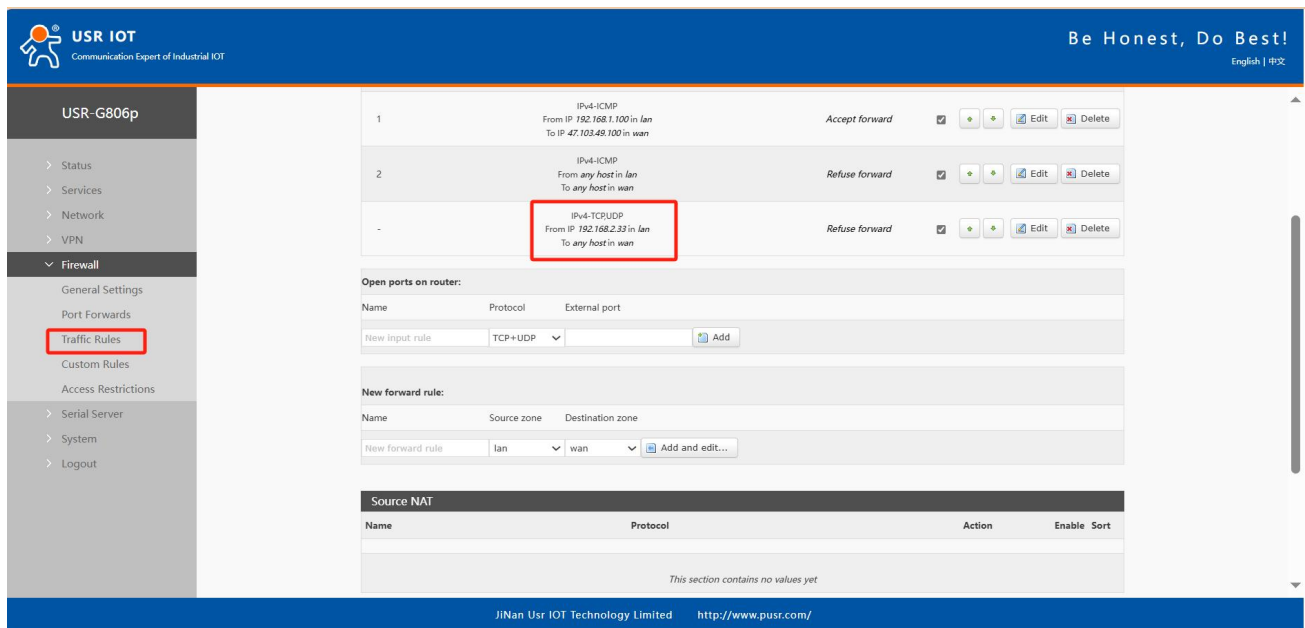 USR IOT
Communication Expert of Industrial IOT
Be Honest, Do Best!
English | 中文
USR-G806p
Status
Services
Network
VPN
Firewall
General Settings
Port Forwards
Traffic Rules
Custom Rules
Access Restrictions
Serial Server
System
Logout
IPv4-ICMP
1 From IP 192.168.1.100 in lan Accept forward Edit Delete
To IP 47.103.49.100 in wan
IPv4-ICMP
2 From any host in lan Refuse forward Edit Delete
To any host in wan
IPv4-TCP,UDP
- From IP 192.168.2.33 in lan Refuse forward Edit Delete
To any host in wan
Open ports on router:
Name Protocol External port
New input rule TCP+UDP Add
New forward rule:
Name Source zone Destination zone
New forward rule lan wan Add and edit...
Source NAT
Name Protocol Action Enable Sort
This section contains no values yet
JiNan Usr IOT Technology Limited http://www.pusr.com/